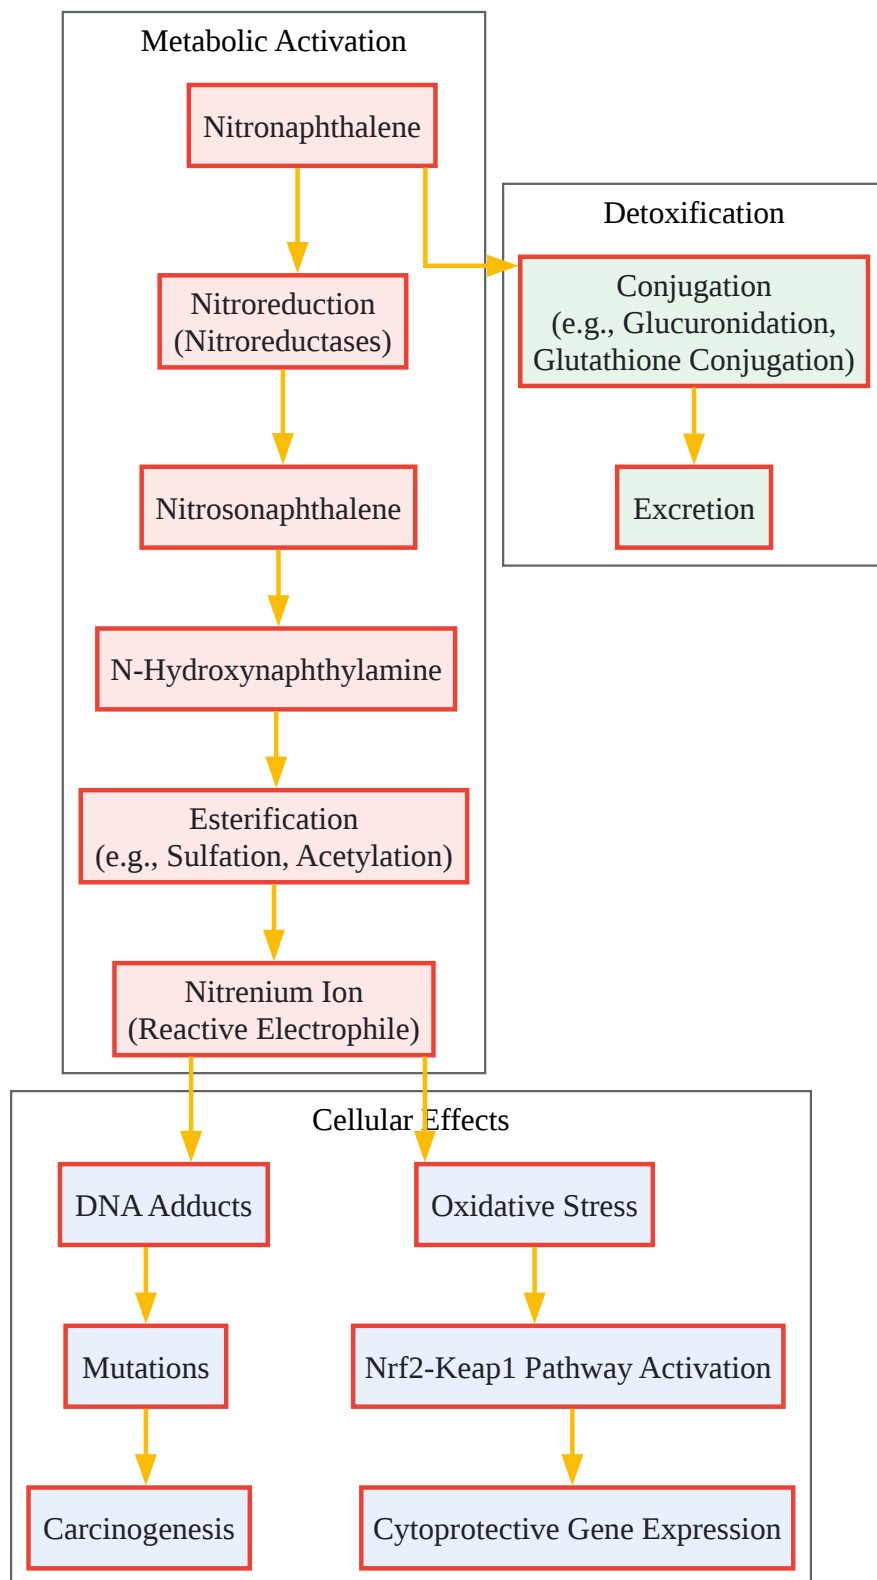 Metabolic Activation
Nitronaphthalene
Nitroreduction
(Nitroreductases)
Nitrosonaphthalene
N-Hydroxynaphthylamine
Esterification
(e.g., Sulfation, Acetylation)
Nitrenium Ion
(Reactive Electrophile)
Detoxification
Conjugation
(e.g., Glucuronidation,
Glutathione Conjugation)
Excretion
Cellular Effects
DNA Adducts
Mutations
Carcinogenesis
Oxidative Stress
Nrf2-Keap1 Pathway Activation
Cytoprotective Gene Expression